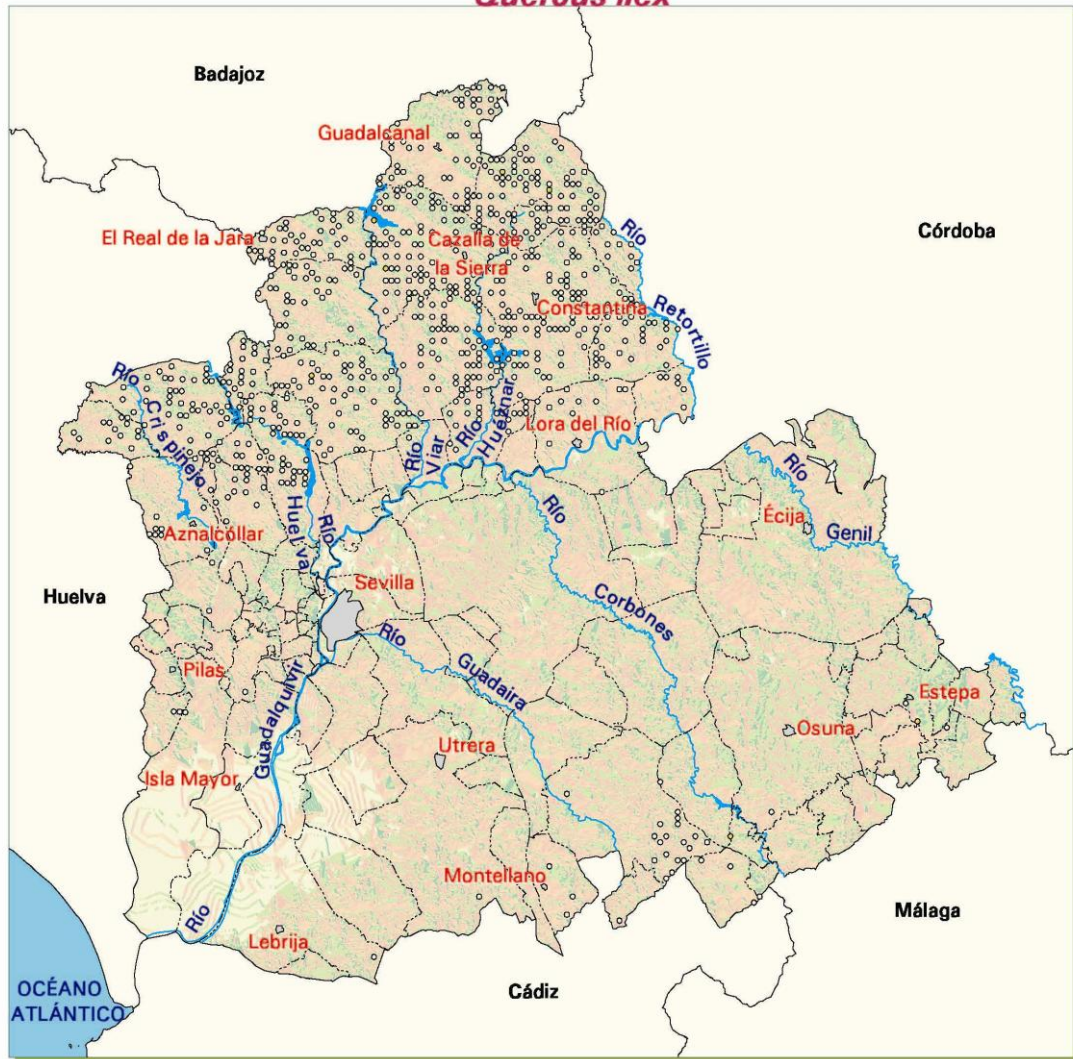 Quercus ilex
Badajoz
Guadalcanal
El Real de la Jara
Cazalla de
la Sierra
Río
Retortillo
Córdoba
Constantina
Río
Crispinejo
Río
Huéznar
Lora del Río
Río
Viar
Río
Huelva
Aznalcóllar
Río
Corbones
Écija
Río
Genil
Huelva
Sevilla
Río
Guadaira
Pilas
Guadalquivir
Río
Estepa
Osuna
Utrera
Isla Mayor
Montellano
Lebrija
Málaga
Cádiz
OCÉANO
ATLÁNTICO